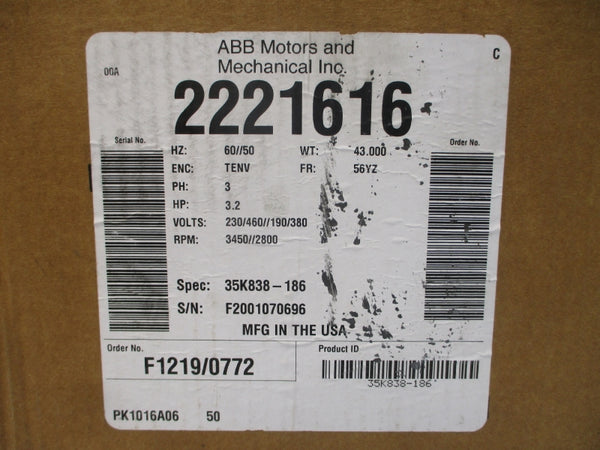 ABB Motors and
Mechanical Inc.
00A
C
2221616
Serial No.
Order No.
HZ: 60//50 WT: 43.000
ENC: TENV FR: 56YZ
PH: 3
HP: 3.2
VOLTS: 230/460//190/380
RPM: 3450//2800
Spec: 35K838-186
S/N: F2001070696
MFG IN THE USA
Order No.
F1219/0772
Product ID
35K838-186
PK1016A06 50